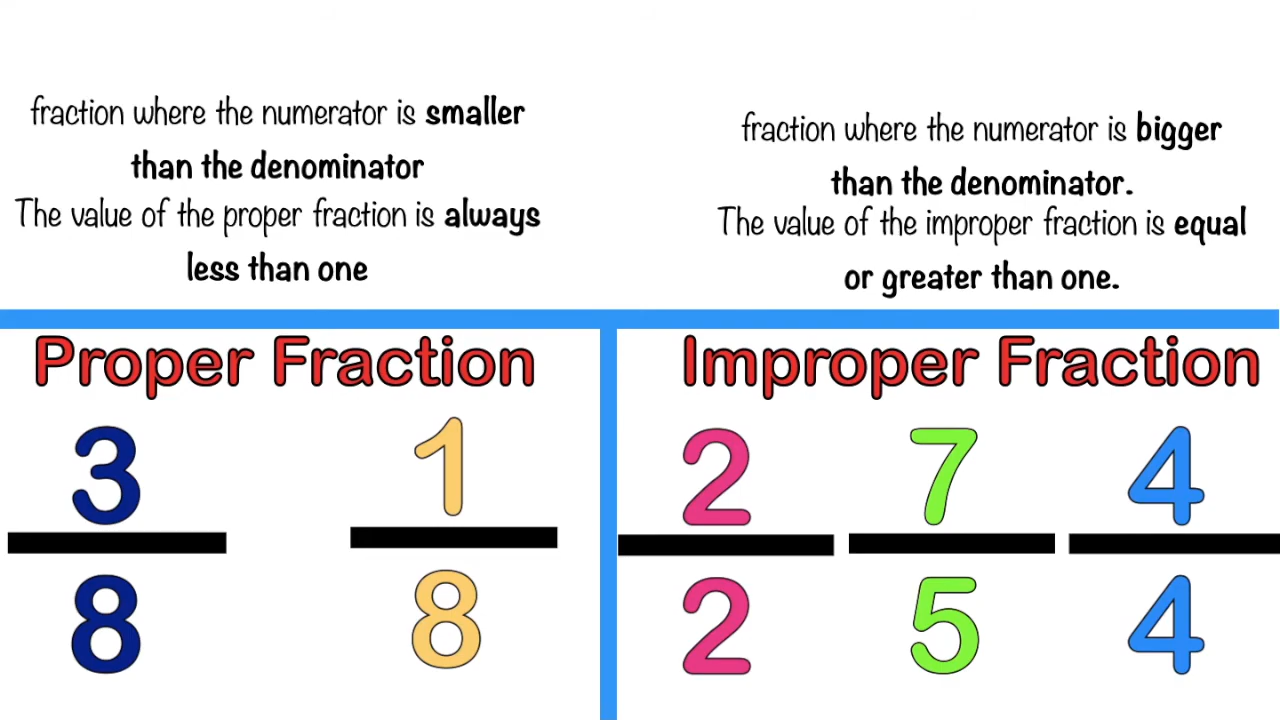 fraction where the numerator is smaller
than the denominator
The value of the proper fraction is always
less than one
fraction where the numerator is bigger
than the denominator.
The value of the improper fraction is equal
or greater than one.
Proper Fraction
3
8
1
8
Improper Fraction
2
2
7
5
4
4